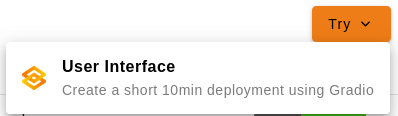 Try
User Interface
Create a short 10min deployment using Gradio